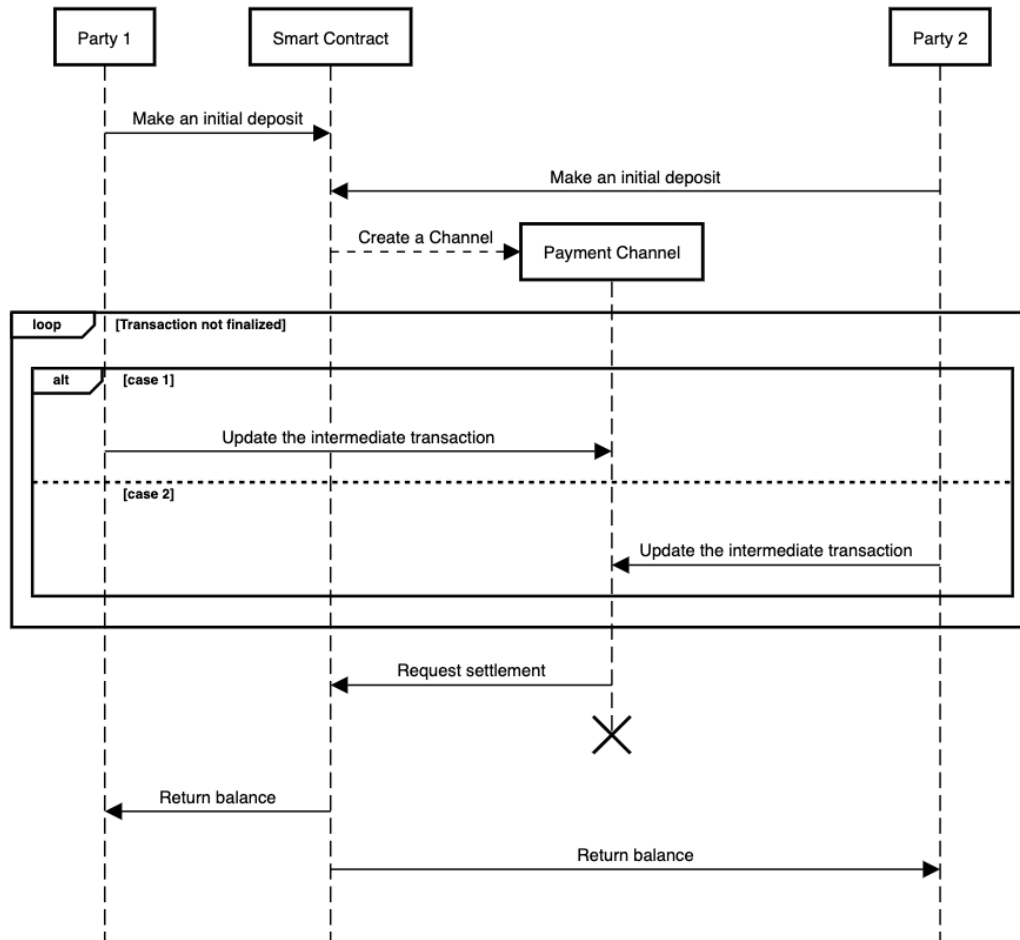 Party 1
Smart Contract
Party 2
Make an initial deposit
Make an initial deposit
Create a Channel
Payment Channel
loop
[Transaction not finalized]
alt
[case 1]
Update the intermediate transaction
[case 2]
Update the intermediate transaction
Request settlement
Return balance
Return balance